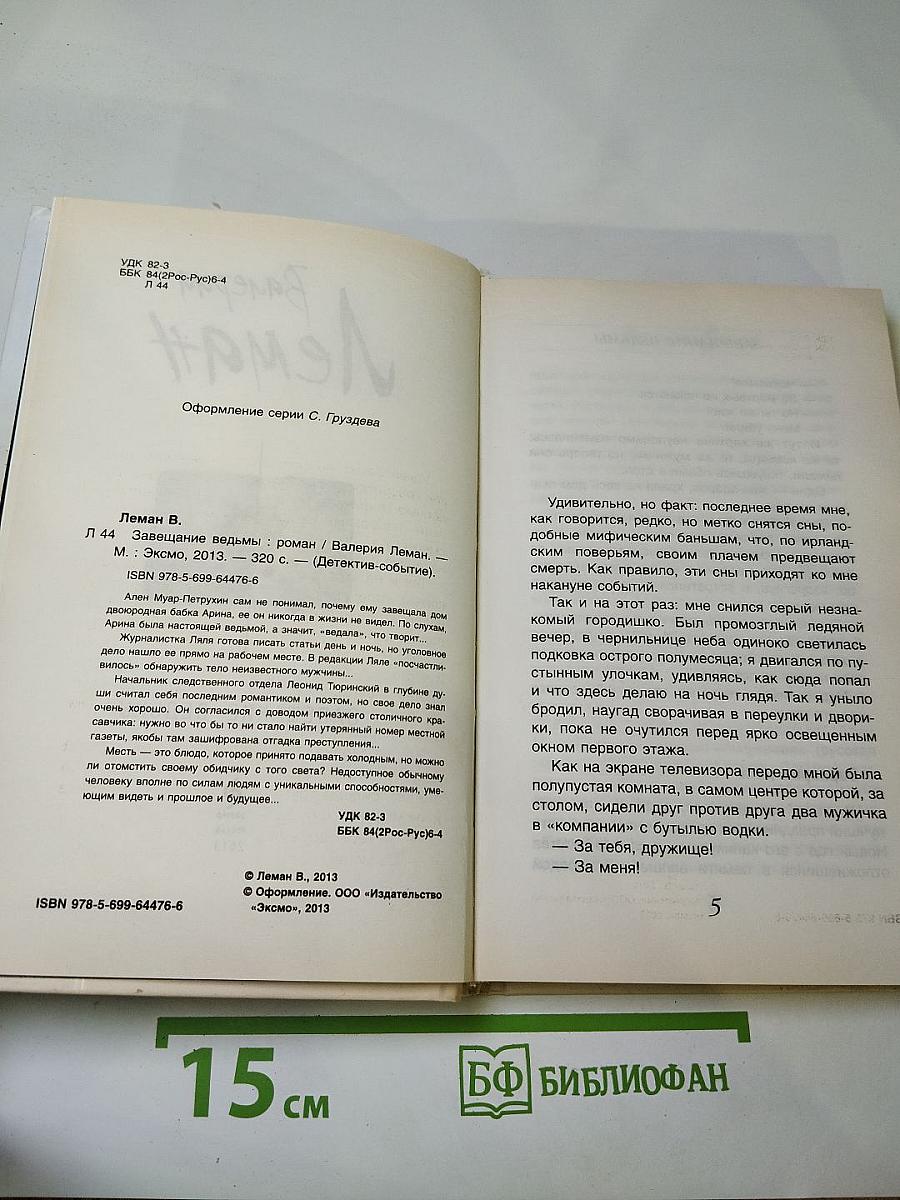 УДК 82-3
ББК 84(2Рос-Рус)6-4
Л 44
Оформление серии С. Груздева
Леман В.
Л 44 Завещание ведьмы : роман / Валерия Леман. —
М. : Эксмо, 2013. — 320 с. — (Детектив-событие).
ISBN 978-5-699-64476-6
Ален Муар-Петрухин сам не понимал, почему ему завещала дом
двоюродная бабка Арина, ее он никогда в жизни не видел. По слухам,
Арина была настоящей ведьмой, а значит, «ведала», что творит...
Журналистка Ляля готова писать статьи день и ночь, но уголовное
дело нашло ее прямо на рабочем месте. В редакции Ляле «посчастли-
вилось» обнаружить тело неизвестного мужчины...
Начальник следственного отдела Леонид Тюринский в глубине ду-
ши считал себя последним романтиком и поэтом, но свое дело знал
очень хорошо. Он согласился с доводом приезжего столичного кра-
савчика: нужно во что бы то ни стало найти утерянный номер местной
газеты, якобы там зашифрована отгадка преступления...
Месть — это блюдо, которое принято подавать холодным, но можно
ли отомстить своему обидчику с того света? Недоступное обычному
человеку вполне по силам людям с уникальными способностями, уме-
ющим видеть и прошлое и будущее...
УДК 82-3
ББК 84(2Рос-Рус)6-4
© Леман В., 2013
© Оформление. ООО «Издательство
«Эксмо», 2013
ISBN 978-5-699-64476-6
Удивительно, но факт: последнее время мне,
как говорится, редко, но метко снятся сны, по-
добные мифическим баньшам, что, по ирланд-
ским поверьям, своим плачем предвещают
смерть. Как правило, эти сны приходят ко мне
накануне событий.
Так и на этот раз: мне снился серый незна-
комый городишко. Был промозглый ледяной
вечер, в чернильнице неба одиноко светилась
подковка острого полумесяца; я двигался по пу-
стынным улочкам, удивляясь, как сюда попал
и что здесь делаю на ночь глядя. Так я уныло
бродил, наугад сворачивая в переулки и двори-
ки, пока не очутился перед ярко освещенным
окном первого этажа.
Как на экране телевизора передо мной была
полупустая комната, в самом центре которой, за
столом, сидели друг против друга два мужичка
в «компании» с бутылью водки.
— За тебя, дружище!
— За меня!
5
15 см
БФ БИБЛИОФАН